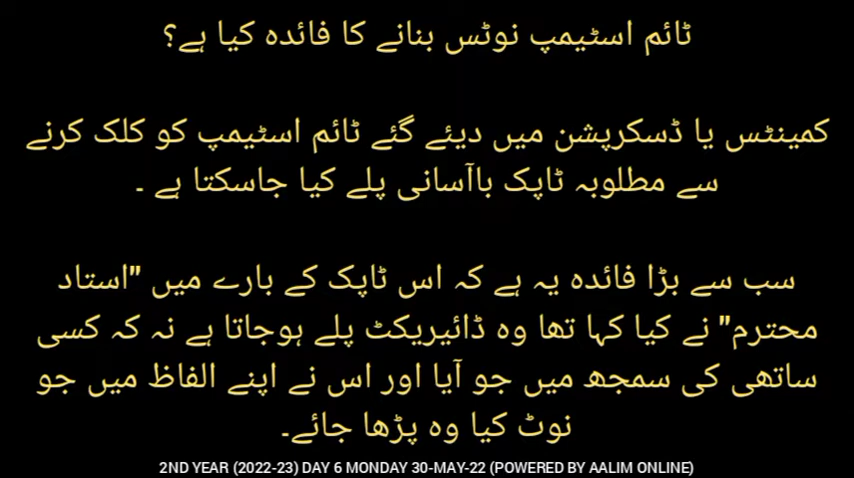 ٹائم اسٹیمپ نوٹس بنانے کا فائدہ کیا ہے؟
کمینٹس یا ڈسکرپشن میں دیئے گئے ٹائم اسٹیمپ کو کلک کرنے
سے مطلوبہ ٹاپک باآسانی پلے کیا جاسکتا ہے ۔
سب سے بڑا فائدہ یہ ہے کہ اس ٹاپک کے بارے میں "استاد
محترم" نے کیا کہا تھا وہ ڈائیریکٹ پلے ہوجاتا ہے نہ کہ کسی
ساتھی کی سمجھ میں جو آیا اور اس نے اپنے الفاظ میں جو
نوٹ کیا وہ پڑھا جائے۔
2ND YEAR (2022-23) DAY 6 MONDAY 30-MAY-22 (POWERED BY AALIM ONLINE)